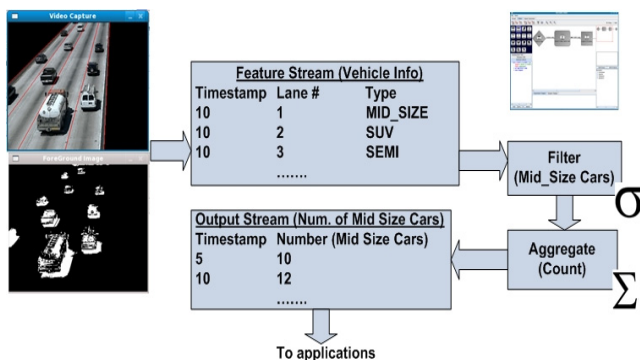 Video Capture
ForeGround Image
Feature Stream (Vehicle Info)
Timestamp Lane # Type
10 1 MID_SIZE
10 2 SUV
10 3 SEMI
.......
Filter
(Mid_Size Cars)
σ
Aggregate
(Count)
Σ
Output Stream (Num. of Mid Size Cars)
Timestamp Number (Mid Size Cars)
5 10
10 12
.......
To applications